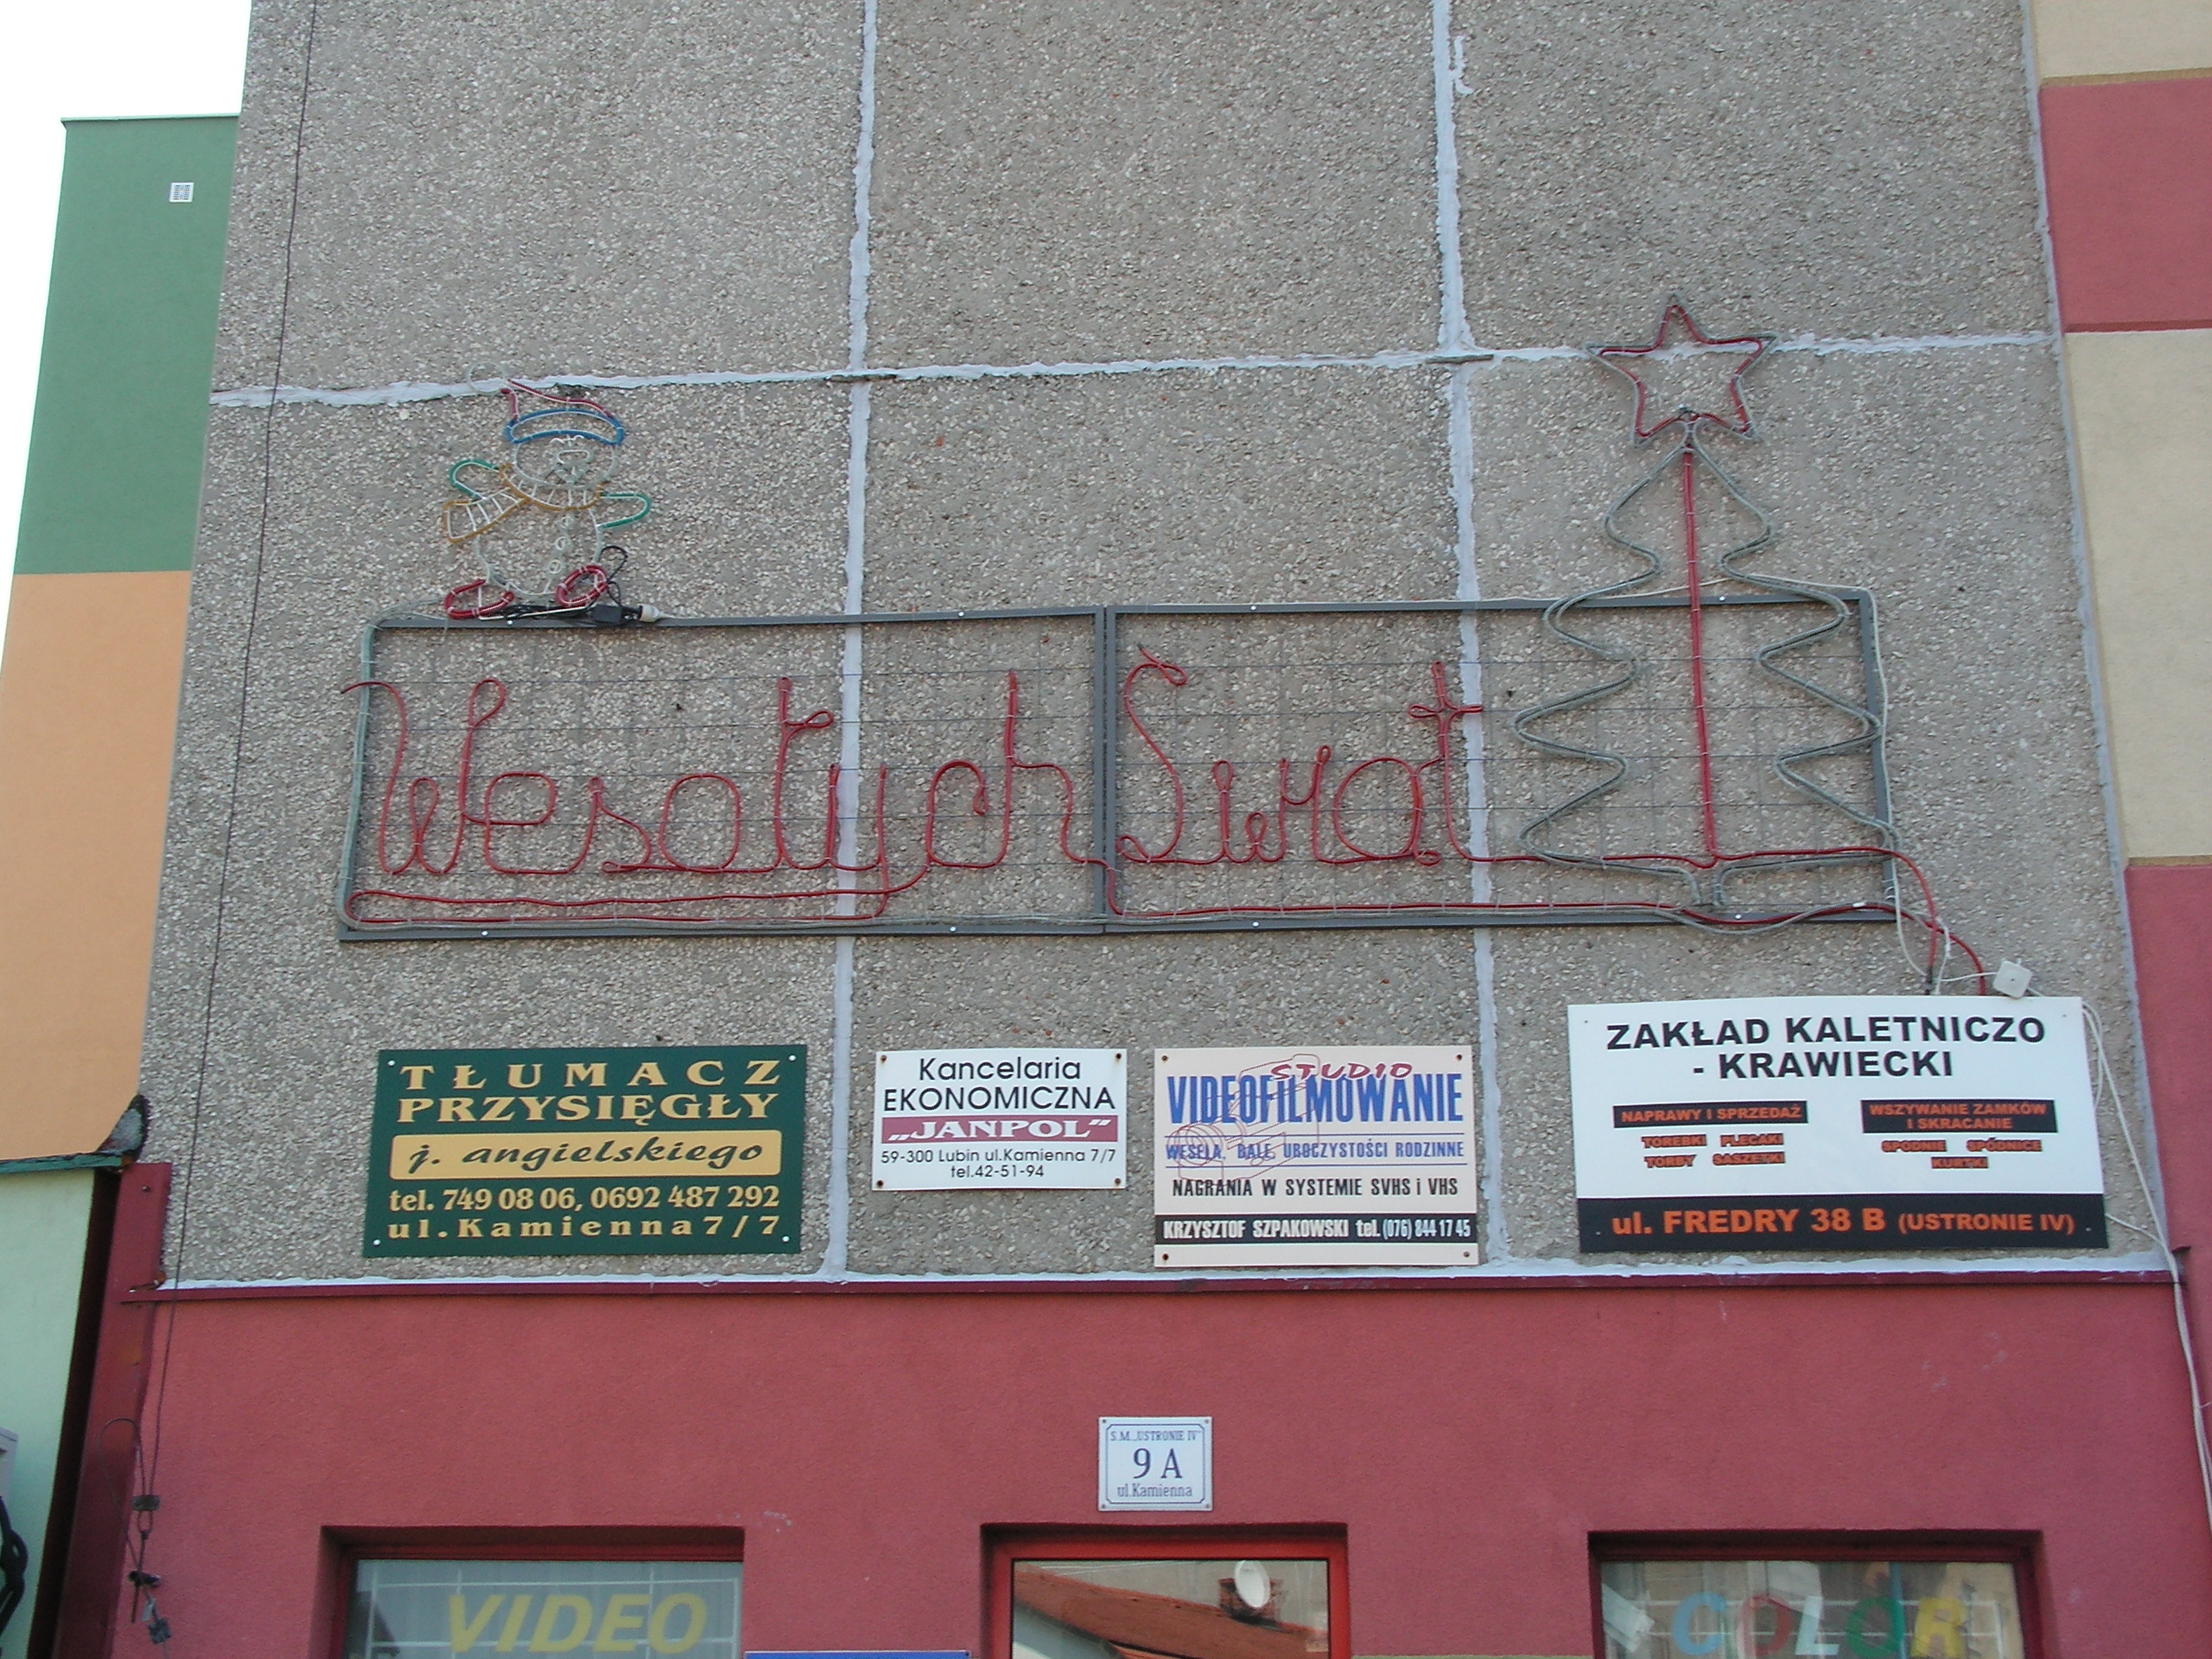 Wesołych Świąt
TŁUMACZ
PRZYSIĘGŁY
j. angielskiego
tel. 749 08 06, 0692 487 292
ul. Kamienna 7/7
Kancelaria
EKONOMICZNA
„JANPOL"
59-300 Lubin ul.Kamienna 7/7
tel.42-51-94
STUDIO
VIDEOFILMOWANIE
WESELA, BALE, UROCZYSTOŚCI RODZINNE
NAGRANIA W SYSTEMIE SVHS i VHS
KRZYSZTOF SZPAKOWSKI tel. (076) 844 17 45
ZAKŁAD KALETNICZO
- KRAWIECKI
NAPRAWY I SPRZEDAŻ
TOREBKI PLECAKI
TORBY SASZETKI
WSZYWANIE ZAMKÓW
I SKRACANIE
SPODNIE SPÓDNICE
KURTKI
ul. FREDRY 38 B (USTRONIE IV)
S.M. „USTRONIE IV"
9 A
ul.Kamienna
VIDEO
COLOR